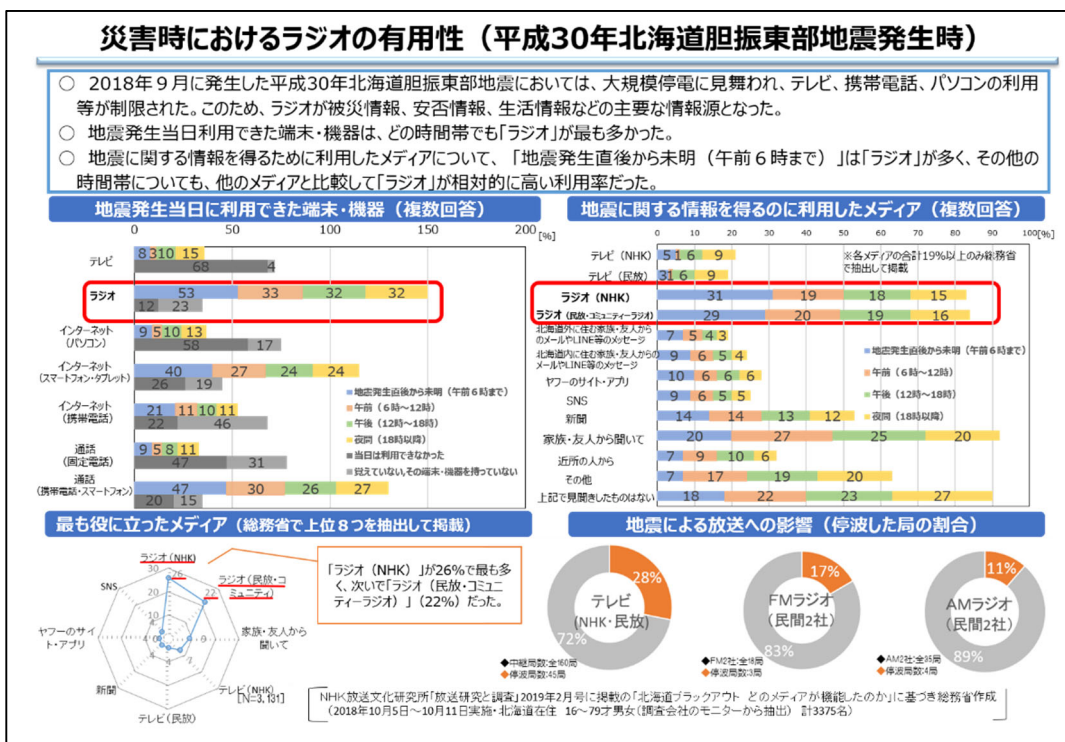 災害時におけるラジオの有用性（平成30年北海道胆振東部地震発生時）
○ 2018年９月に発生した平成30年北海道胆振東部地震においては、大規模停電に見舞われ、テレビ、携帯電話、パソコンの利用
等が制限された。このため、ラジオが被災情報、安否情報、生活情報などの主要な情報源となった。
○ 地震発生当日利用できた端末・機器は、どの時間帯でも「ラジオ」が最も多かった。
○ 地震に関する情報を得るために利用したメディアについて、「地震発生直後から未明（午前６時まで）」は「ラジオ」が多く、その他の
時間帯についても、他のメディアと比較して「ラジオ」が相対的に高い利用率だった。
地震発生当日に利用できた端末・機器（複数回答）
0 50 100 150 200 [%]
テレビ
8 3 10 15
68 4
ラジオ
53 33 32 32
12 23
インターネット
（パソコン）
9 5 10 13
58 17
インターネット
（スマートフォン・タブレット）
40 27 24 24
26 19
インターネット
（携帯電話）
21 11 10 11
22 46
通話
（固定電話）
9 5 8 11
47 31
通話
（携帯電話・スマートフォン）
47 30 26 27
20 15
地震発生直後から未明（午前６時まで）
午前（６時～12時）
午後（12時～18時）
夜間（18時以降）
当日は利用できなかった
覚えていない、その端末・機器を持っていない
地震に関する情報を得るのに利用したメディア（複数回答）
0 10 20 30 40 50 60 70 80 90 100 [%]
※各メディアの合計19%以上のみ総務省
で抽出して掲載
テレビ（NHK） 5 1 6 9
テレビ（民放） 3 1 6 9
ラジオ（NHK） 31 19 18 15
ラジオ（民放・コミュニティーラジオ） 29 20 19 16
北海道外に住む家族・友人から
のメールやLINE等のメッセージ
7 5 4 3
北海道内に住む家族・友人からの
メールやLINE等のメッセージ
9 6 5 4
ヤフーのサイト・アプリ 10 6 6 6
SNS 9 6 5 5
新聞 14 14 13 12
家族・友人から聞いて 20 27 25 20
近所の人から 7 9 10 6
その他 7 17 19 20
上記で見聞きしたものはない 18 22 23 27
地震発生直後から未明（午前６時まで）
午前（６時～12時）
午後（12時～18時）
夜間（18時以降）
最も役に立ったメディア（総務省で上位８つを抽出して掲載）
ラジオ（NHK）
ラジオ（民放・コ
ミュニティ）
家族・友人から
聞いて
テレビ（NHK）
[N=3,131]
テレビ（民放）
新聞
ヤフーのサイ
ト・アプリ
SNS
30
26
22
20
10
「ラジオ（NHK）」が26%で最も多
く、次いで「ラジオ（民放・コミュニ
ティーラジオ）」（22%）だった。
地震による放送への影響（停波した局の割合）
28%
テレビ
（NHK・民放）
72%
◆中継局数:全160局
◆停波局数:45局
17%
FMラジオ
（民間2社）
83%
◆FM2社:全18局
◆停波局数:3局
11%
AMラジオ
（民間2社）
89%
◆AM2社:全35局
◆停波局数:4局
NHK放送文化研究所「放送研究と調査」2019年2月号に掲載の「北海道ブラックアウト どのメディアが機能したのか」に基づき総務省作成
（2018年10月5日～10月11日実施・北海道在住 16～79才男女（調査会社のモニターから抽出） 計3375名）